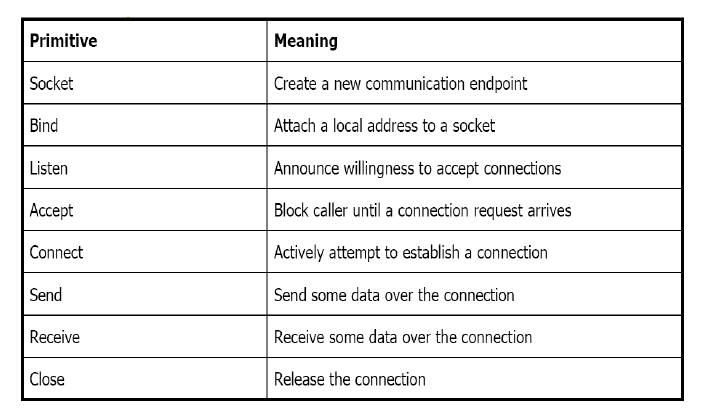 Primitive Meaning
Socket Create a new communication endpoint
Bind Attach a local address to a socket
Listen Announce willingness to accept connections
Accept Block caller until a connection request arrives
Connect Actively attempt to establish a connection
Send Send some data over the connection
Receive Receive some data over the connection
Close Release the connection